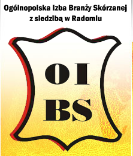 Ogólnopolska Izba Branży Skórzanej
z siedzibą w Radomiu
OI
BS